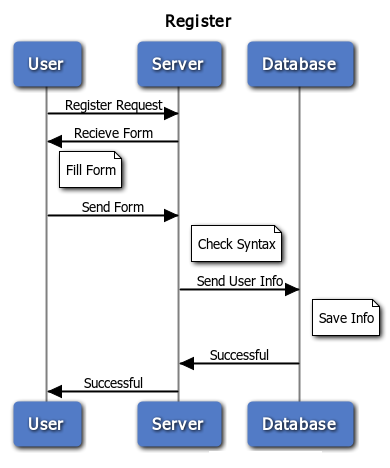 Register
User
Server
Database
Register Request
Recieve Form
Fill Form
Send Form
Check Syntax
Send User Info
Save Info
Successful
Successful
User
Server
Database